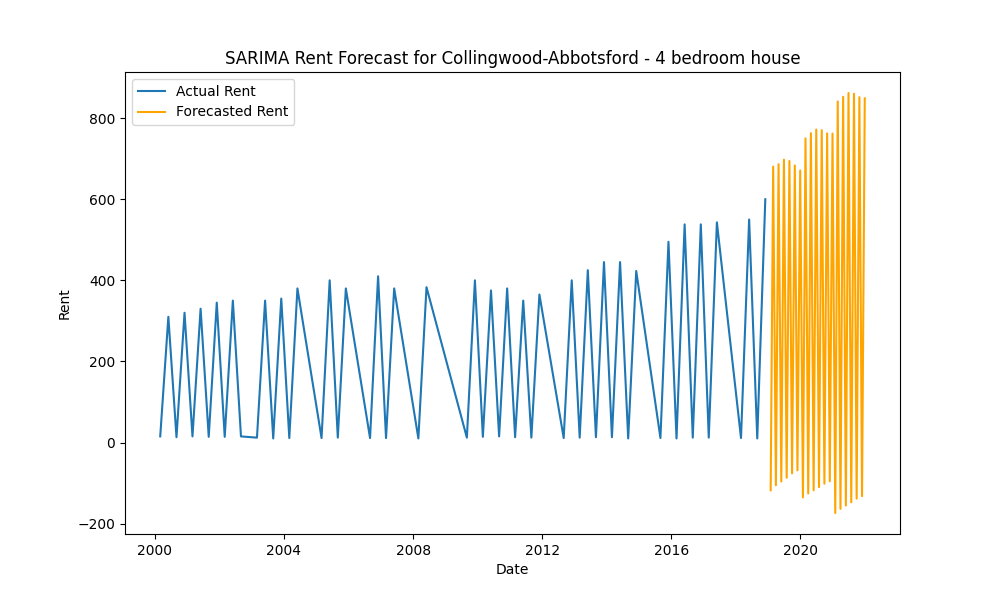 SARIMA Rent Forecast for Collingwood-Abbotsford - 4 bedroom house
Actual Rent
Forecasted Rent
800
600
400
200
0
−200
Rent
2000 2004 2008 2012 2016 2020
Date